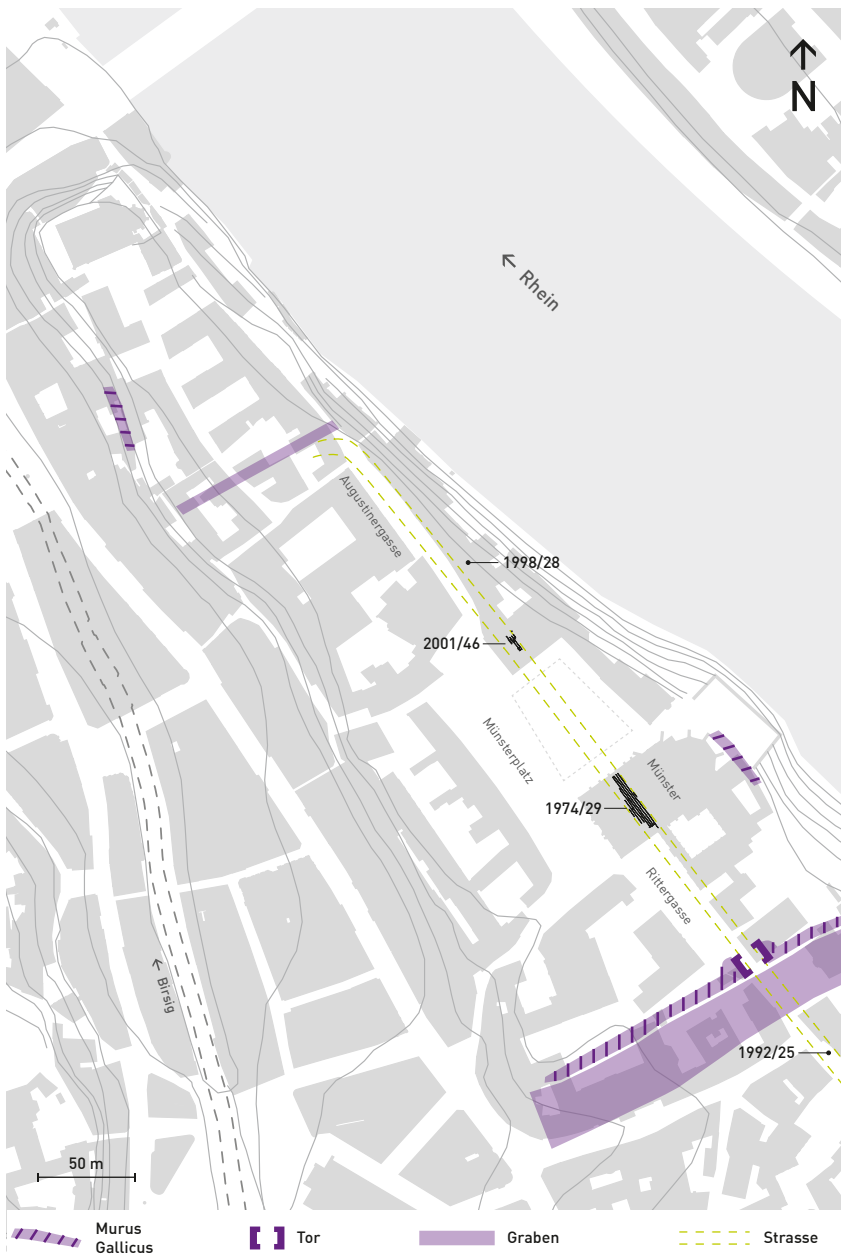 N
Rhein
Augustinergasse
1998/28
2001/46
Münsterplatz
Münster
1974/29
Rittergasse
Birsig
1992/25
50 m
Murus
Gallicus
Tor
Graben
Strasse